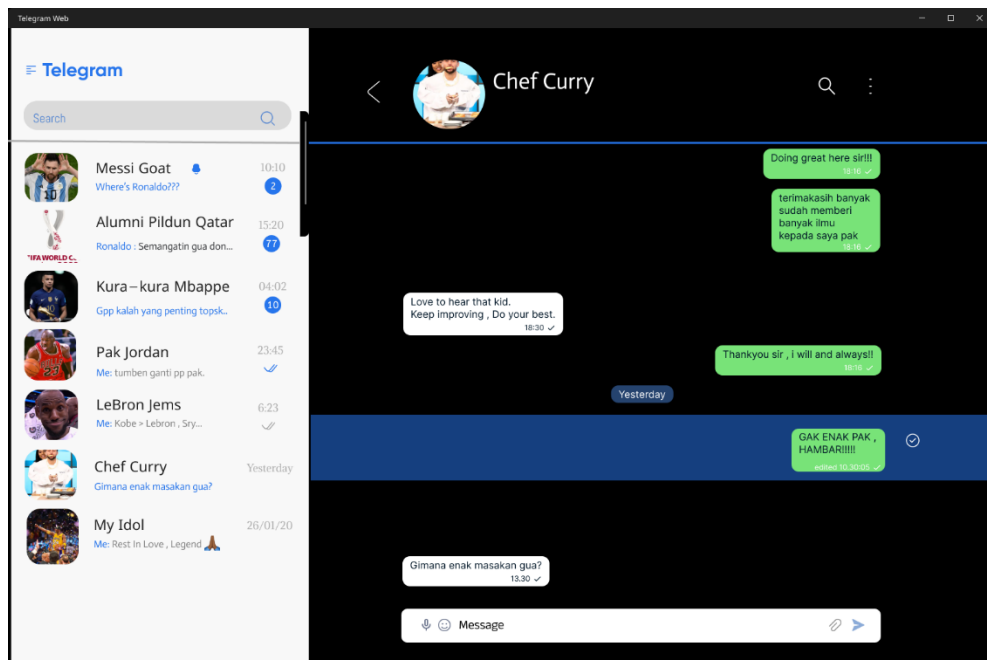 Telegram Web
Telegram
Search
Messi Goat
10:10
Where's Ronaldo???
2
Alumni Pildun Qatar
15:20
Ronaldo : Semangatin gua don...
77
"IFA WORLD C..
Kura–kura Mbappe
04:02
Gpp kalah yang penting topsk..
10
Pak Jordan
23:45
Me: tumben ganti pp pak.
LeBron Jems
6:23
Me: Kobe > Lebron , Sry...
Chef Curry
Yesterday
Gimana enak masakan gua?
My Idol
26/01/20
Me: Rest In Love , Legend
Chef Curry
Doing great here sir!!!
18:16
terimakasih banyak
sudah memberi
banyak ilmu
kepada saya pak
18:16
Love to hear that kid.
Keep improving , Do your best.
18:30
Thankyou sir , i will and always!!
18:16
Yesterday
GAK ENAK PAK ,
HAMBAR!!!!!
edited 10.30:05
Gimana enak masakan gua?
13.30
Message